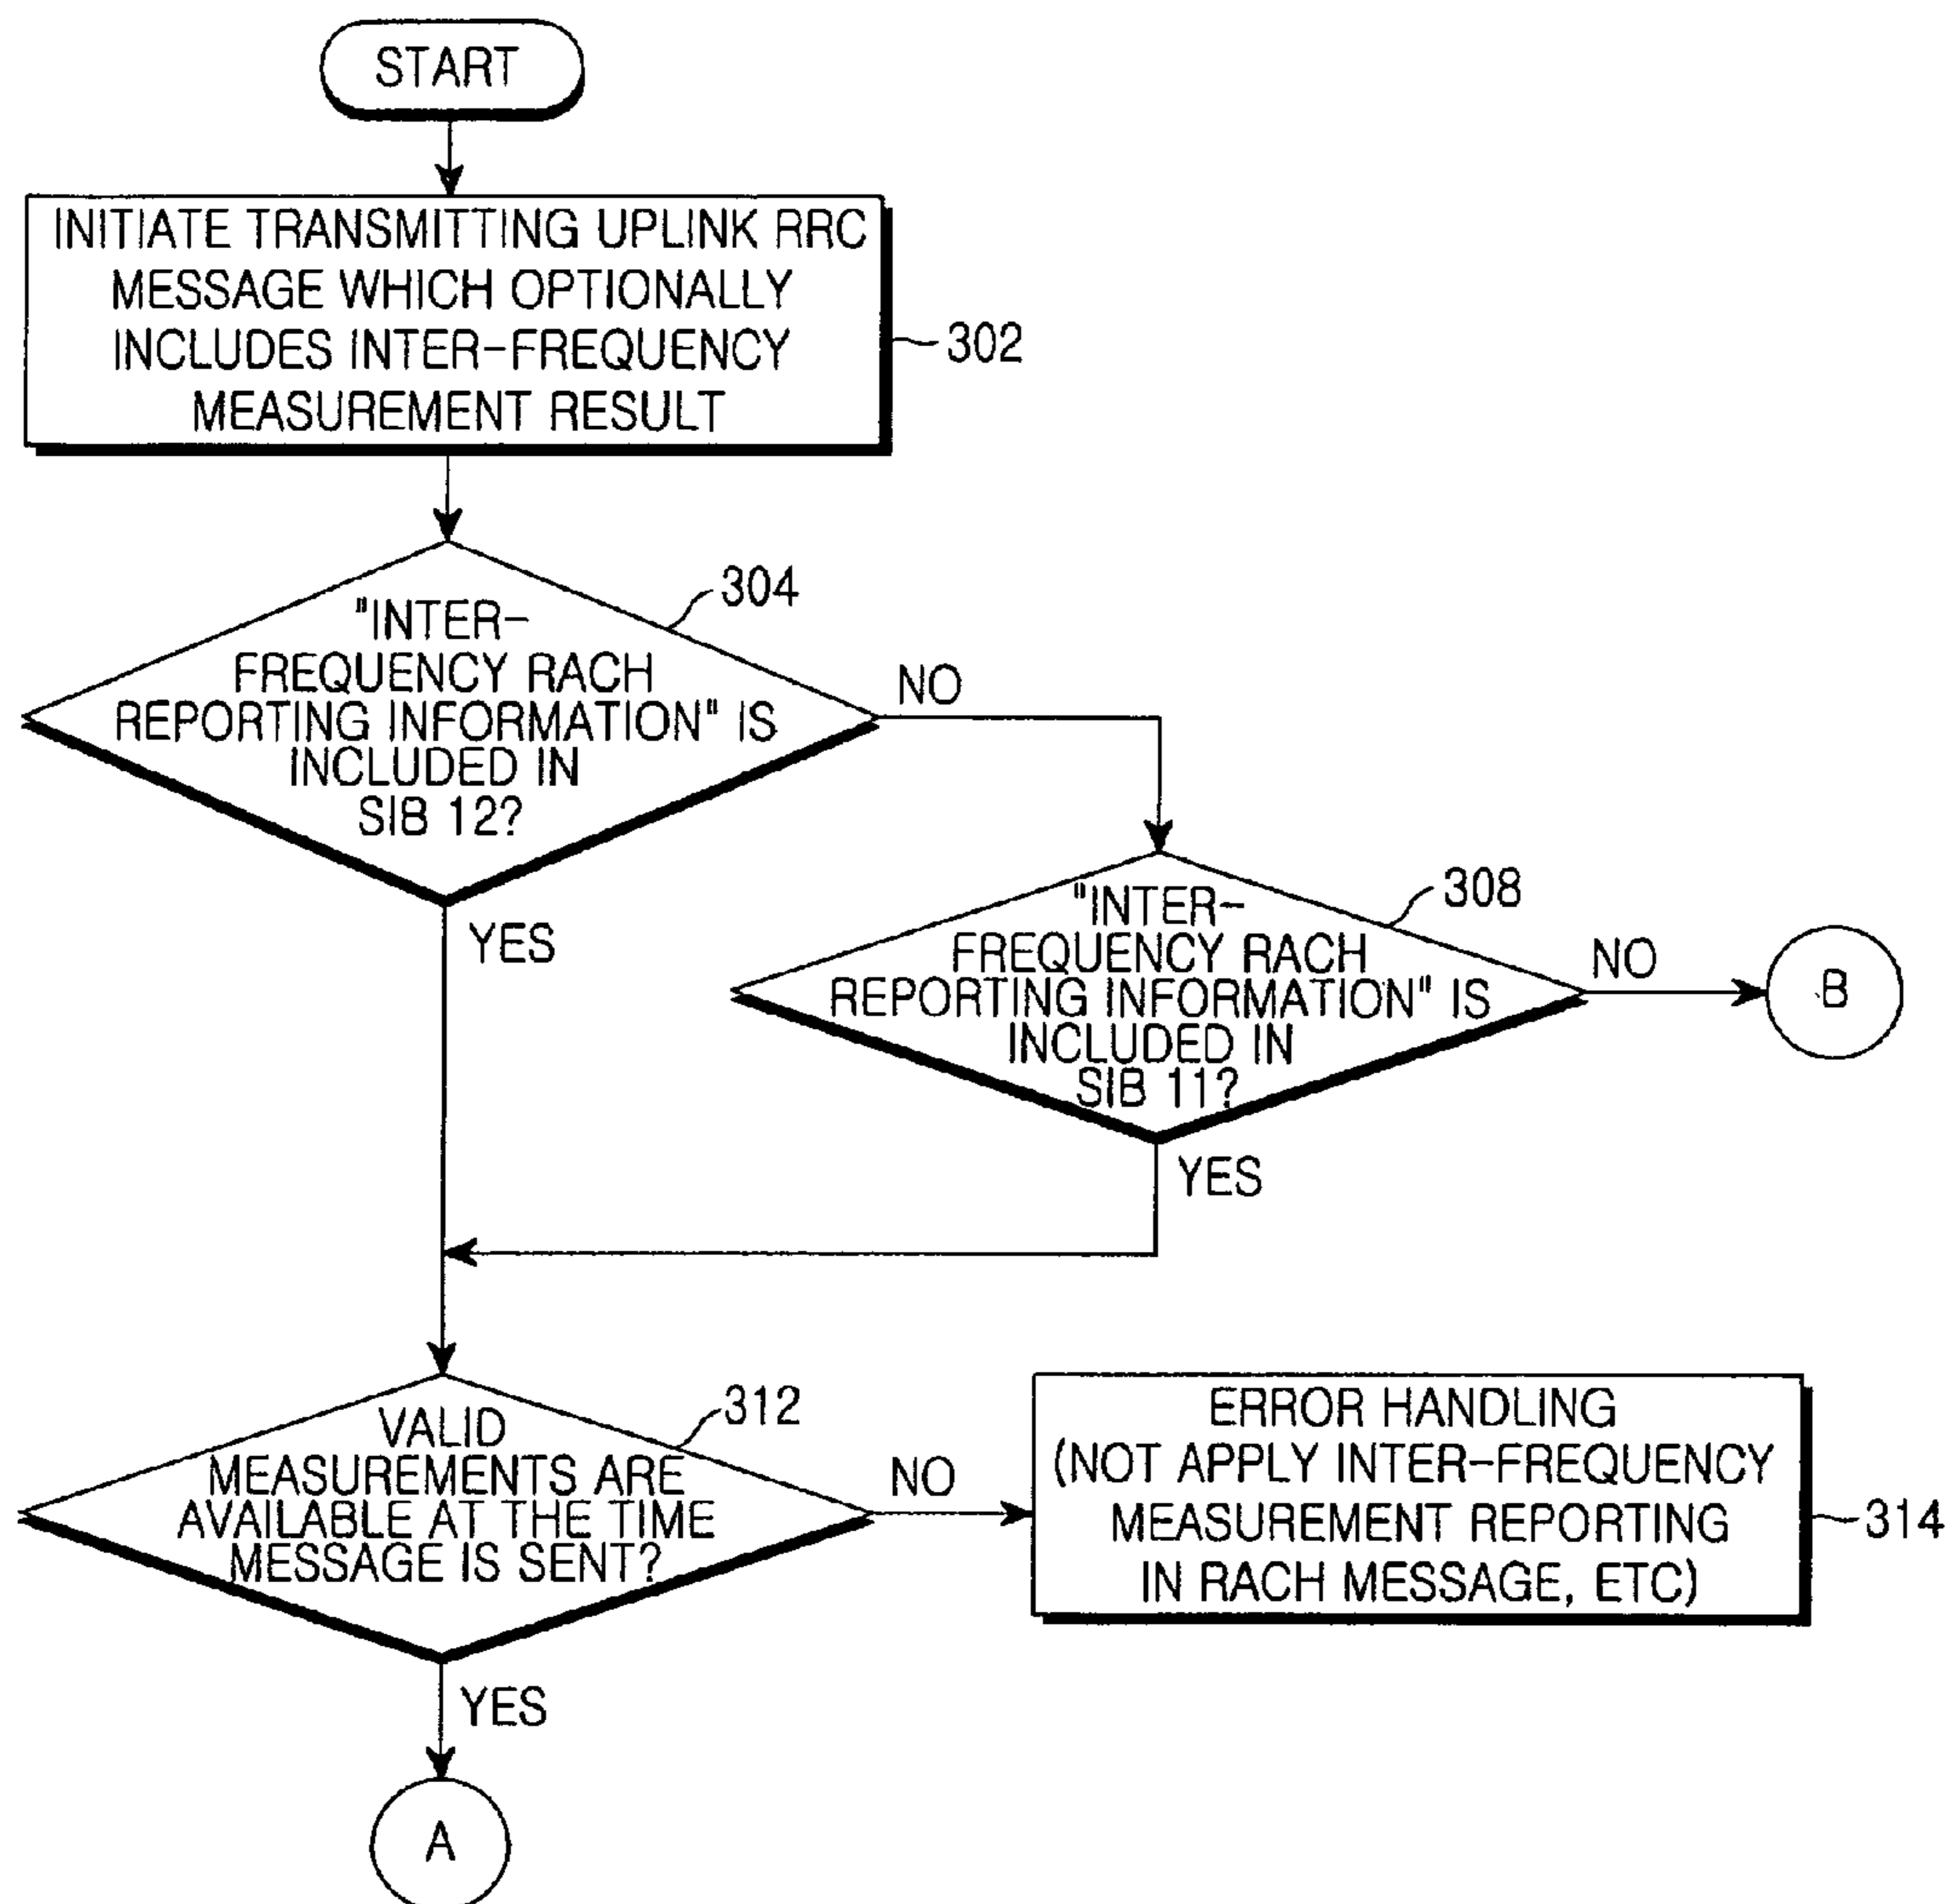 START
INITIATE TRANSMITTING UPLINK RRC
MESSAGE WHICH OPTIONALLY
INCLUDES INTER-FREQUENCY
MEASUREMENT RESULT
302
304
"INTER-
FREQUENCY RACH
REPORTING INFORMATION" IS
INCLUDED IN
SIB 12?
NO
YES
308
"INTER-
FREQUENCY RACH
REPORTING INFORMATION" IS
INCLUDED IN
SIB 11?
NO
B
YES
312
VALID
MEASUREMENTS ARE
AVAILABLE AT THE TIME
MESSAGE IS SENT?
NO
ERROR HANDLING
(NOT APPLY INTER-FREQUENCY
MEASUREMENT REPORTING
IN RACH MESSAGE, ETC)
314
YES
A